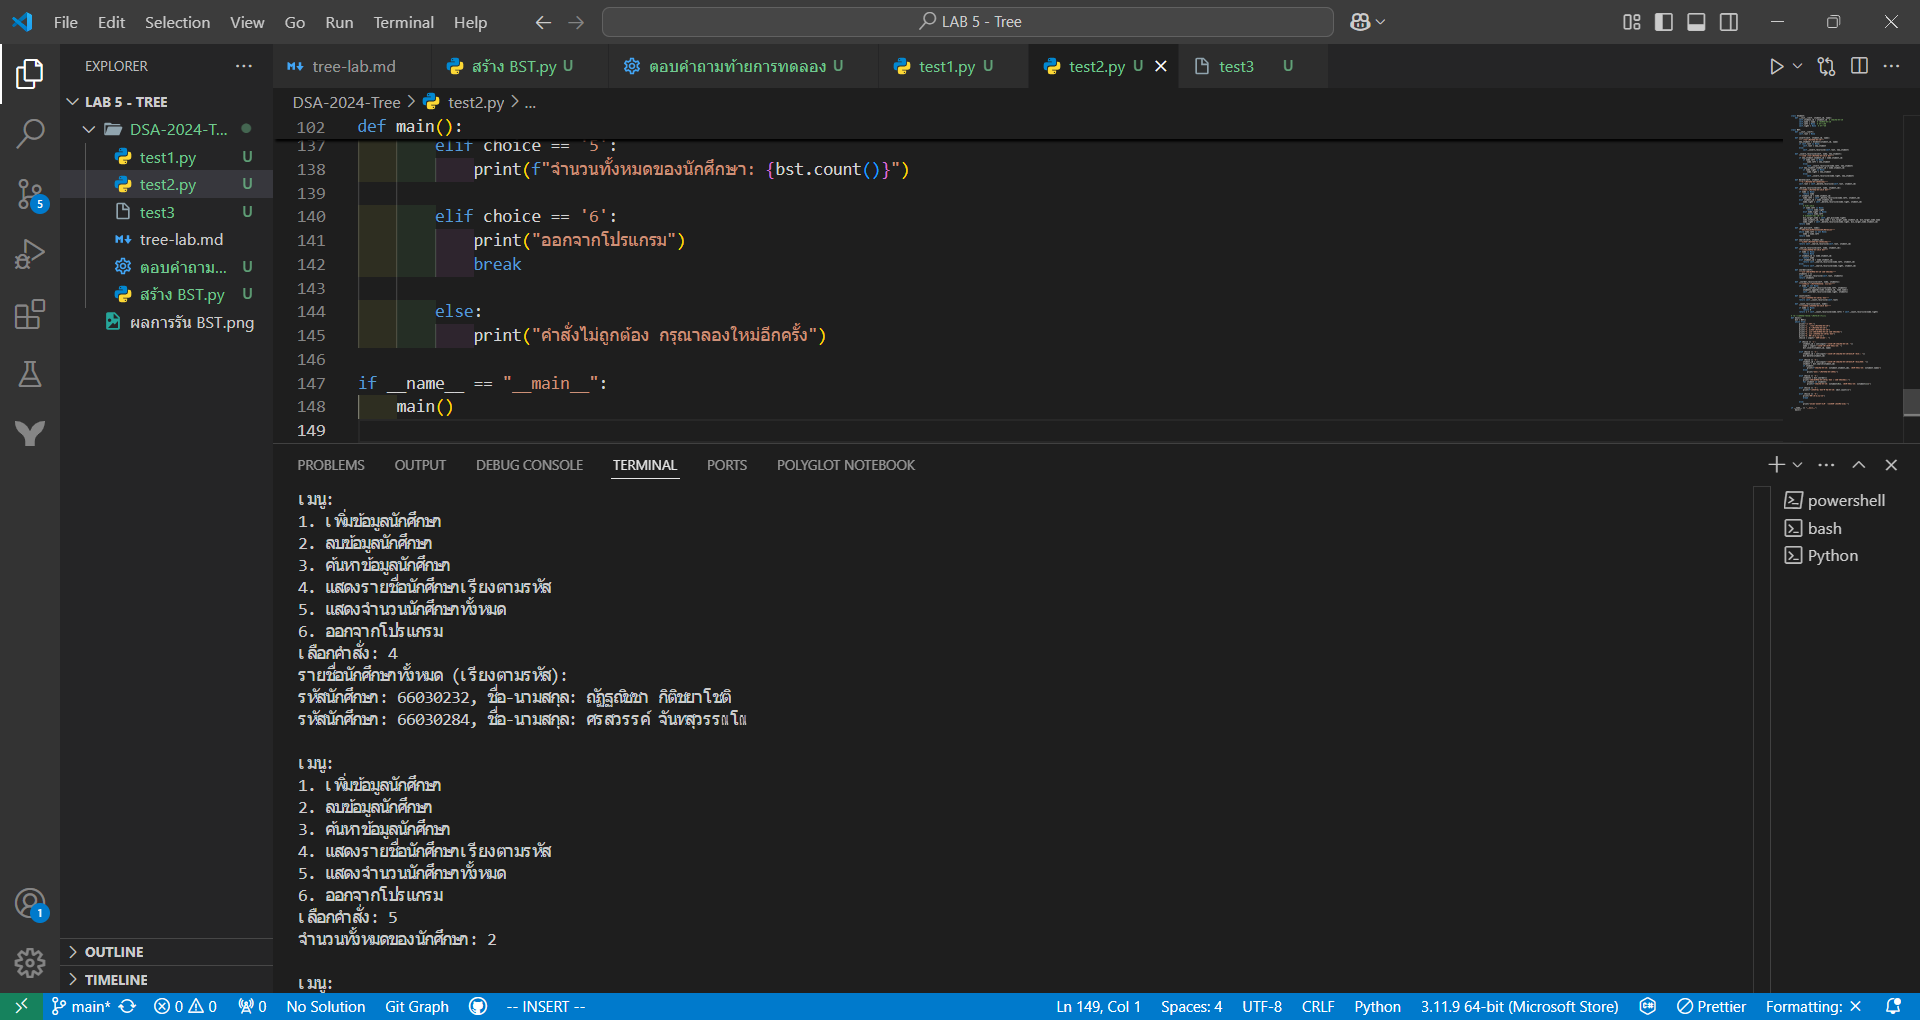 File Edit Selection View Go Run Terminal Help
LAB 5 - Tree
EXPLORER
LAB 5 - TREE
DSA-2024-T...
test1.py U
test2.py U
test3 U
tree-lab.md
ตอบคำถาม... U
สร้าง BST.py U
ผลการรัน BST.png
OUTLINE
TIMELINE
5
1
tree-lab.md
สร้าง BST.py U
ตอบคำถามท้ายการทดลอง U
test1.py U
test2.py U
test3 U
DSA-2024-Tree > test2.py > ...
102 def main():
137 elif choice == '5':
138 print(f"จำนวนทั้งหมดของนักศึกษา: {bst.count()}")
139
140 elif choice == '6':
141 print("ออกจากโปรแกรม")
142 break
143
144 else:
145 print("คำสั่งไม่ถูกต้อง กรุณาลองใหม่อีกครั้ง")
146
147 if __name__ == "__main__":
148 main()
149
PROBLEMS OUTPUT DEBUG CONSOLE TERMINAL PORTS POLYGLOT NOTEBOOK
เมนู:
1. เพิ่มข้อมูลนักศึกษา
2. ลบข้อมูลนักศึกษา
3. ค้นหาข้อมูลนักศึกษา
4. แสดงรายชื่อนักศึกษาเรียงตามรหัส
5. แสดงจำนวนนักศึกษาทั้งหมด
6. ออกจากโปรแกรม
เลือกคำสั่ง: 4
รายชื่อนักศึกษาทั้งหมด (เรียงตามรหัส):
รหัสนักศึกษา: 66030232, ชื่อ-นามสกุล: ณัฏฐณิชา กิติชยาโชติ
รหัสนักศึกษา: 66030284, ชื่อ-นามสกุล: ศรสวรรค์ จันทสุวรรณโณ
เมนู:
1. เพิ่มข้อมูลนักศึกษา
2. ลบข้อมูลนักศึกษา
3. ค้นหาข้อมูลนักศึกษา
4. แสดงรายชื่อนักศึกษาเรียงตามรหัส
5. แสดงจำนวนนักศึกษาทั้งหมด
6. ออกจากโปรแกรม
เลือกคำสั่ง: 5
จำนวนทั้งหมดของนักศึกษา: 2
เมนู:
powershell
bash
Python
main* 0 0 0 No Solution Git Graph -- INSERT -- Ln 149, Col 1 Spaces: 4 UTF-8 CRLF Python 3.11.9 64-bit (Microsoft Store) Prettier Formatting: ×